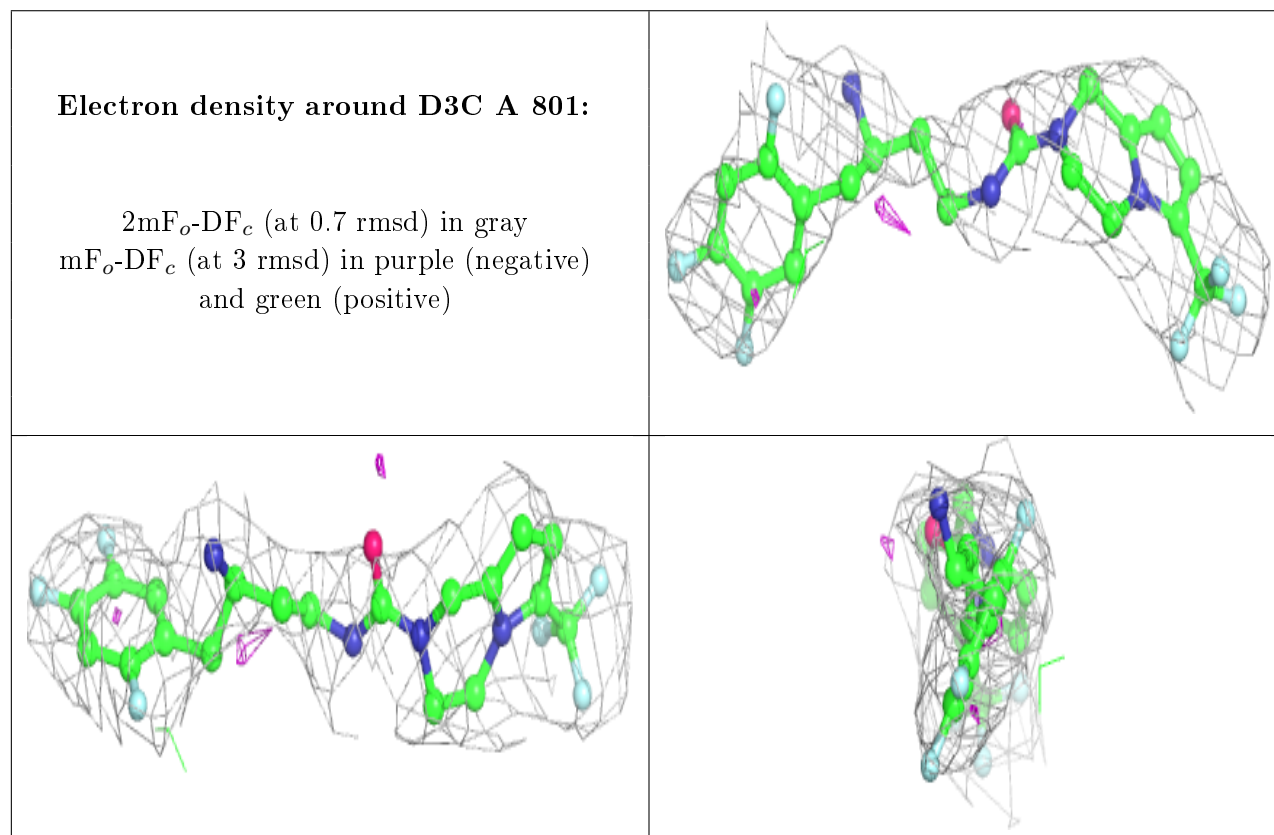 Electron density around D3C A 801:
2mFₒ-DF𝒸 (at 0.7 rmsd) in gray
mFₒ-DF𝒸 (at 3 rmsd) in purple (negative)
and green (positive)